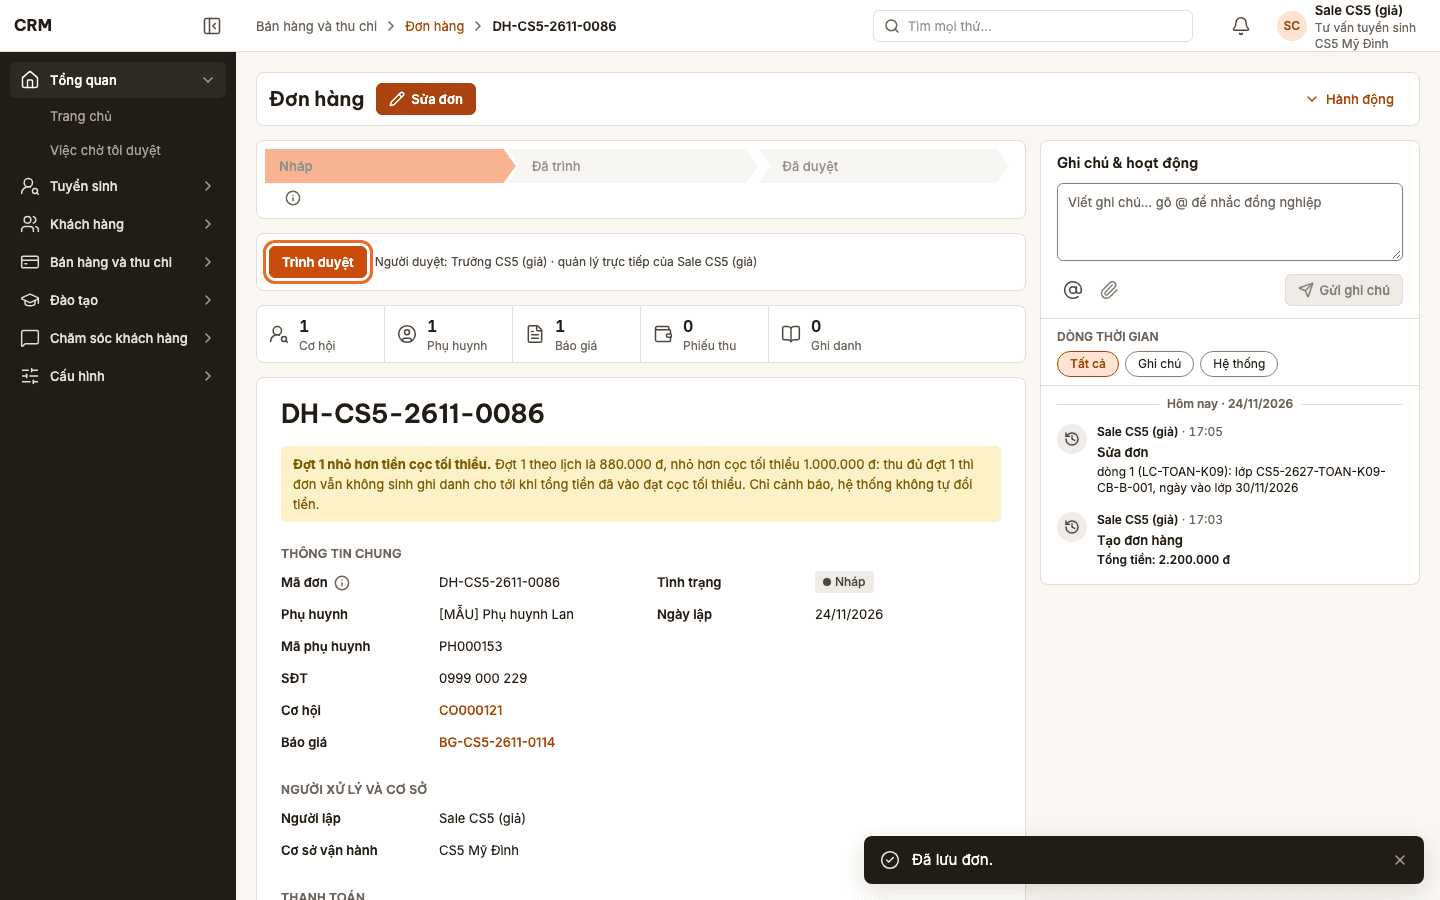 CRM
Bán hàng và thu chi > Đơn hàng > DH-CS5-2611-0086
Tìm mọi thứ...
SC
Sale CS5 (giả)
Tư vấn tuyển sinh
CS5 Mỹ Đình
Tổng quan
Trang chủ
Việc chờ tôi duyệt
Tuyển sinh
Khách hàng
Bán hàng và thu chi
Đào tạo
Chăm sóc khách hàng
Cấu hình
Đơn hàng
Sửa đơn
Hành động
Nháp
Đã trình
Đã duyệt
Trình duyệt
Người duyệt: Trưởng CS5 (giả) · quản lý trực tiếp của Sale CS5 (giả)
1
Cơ hội
1
Phụ huynh
1
Báo giá
0
Phiếu thu
0
Ghi danh
DH-CS5-2611-0086
Đợt 1 nhỏ hơn tiền cọc tối thiểu. Đợt 1 theo lịch là 880.000 đ, nhỏ hơn cọc tối thiểu 1.000.000 đ: thu đủ đợt 1 thì
đơn vẫn không sinh ghi danh cho tới khi tổng tiền đã vào đạt cọc tối thiểu. Chỉ cảnh báo, hệ thống không tự đổi
tiền.
THÔNG TIN CHUNG
Mã đơn DH-CS5-2611-0086
Tình trạng Nháp
Phụ huynh [MẪU] Phụ huynh Lan
Ngày lập 24/11/2026
Mã phụ huynh PH000153
SĐT 0999 000 229
Cơ hội CO000121
Báo giá BG-CS5-2611-0114
NGƯỜI XỬ LÝ VÀ CƠ SỞ
Người lập Sale CS5 (giả)
Cơ sở vận hành CS5 Mỹ Đình
THANH TOÁN
Ghi chú & hoạt động
Viết ghi chú... gõ @ để nhắc đồng nghiệp
Gửi ghi chú
DÒNG THỜI GIAN
Tất cả
Ghi chú
Hệ thống
Hôm nay · 24/11/2026
Sale CS5 (giả) · 17:05
Sửa đơn
dòng 1 (LC-TOAN-K09): lớp CS5-2627-TOAN-K09-
CB-B-001, ngày vào lớp 30/11/2026
Sale CS5 (giả) · 17:03
Tạo đơn hàng
Tổng tiền: 2.200.000 đ
Đã lưu đơn.